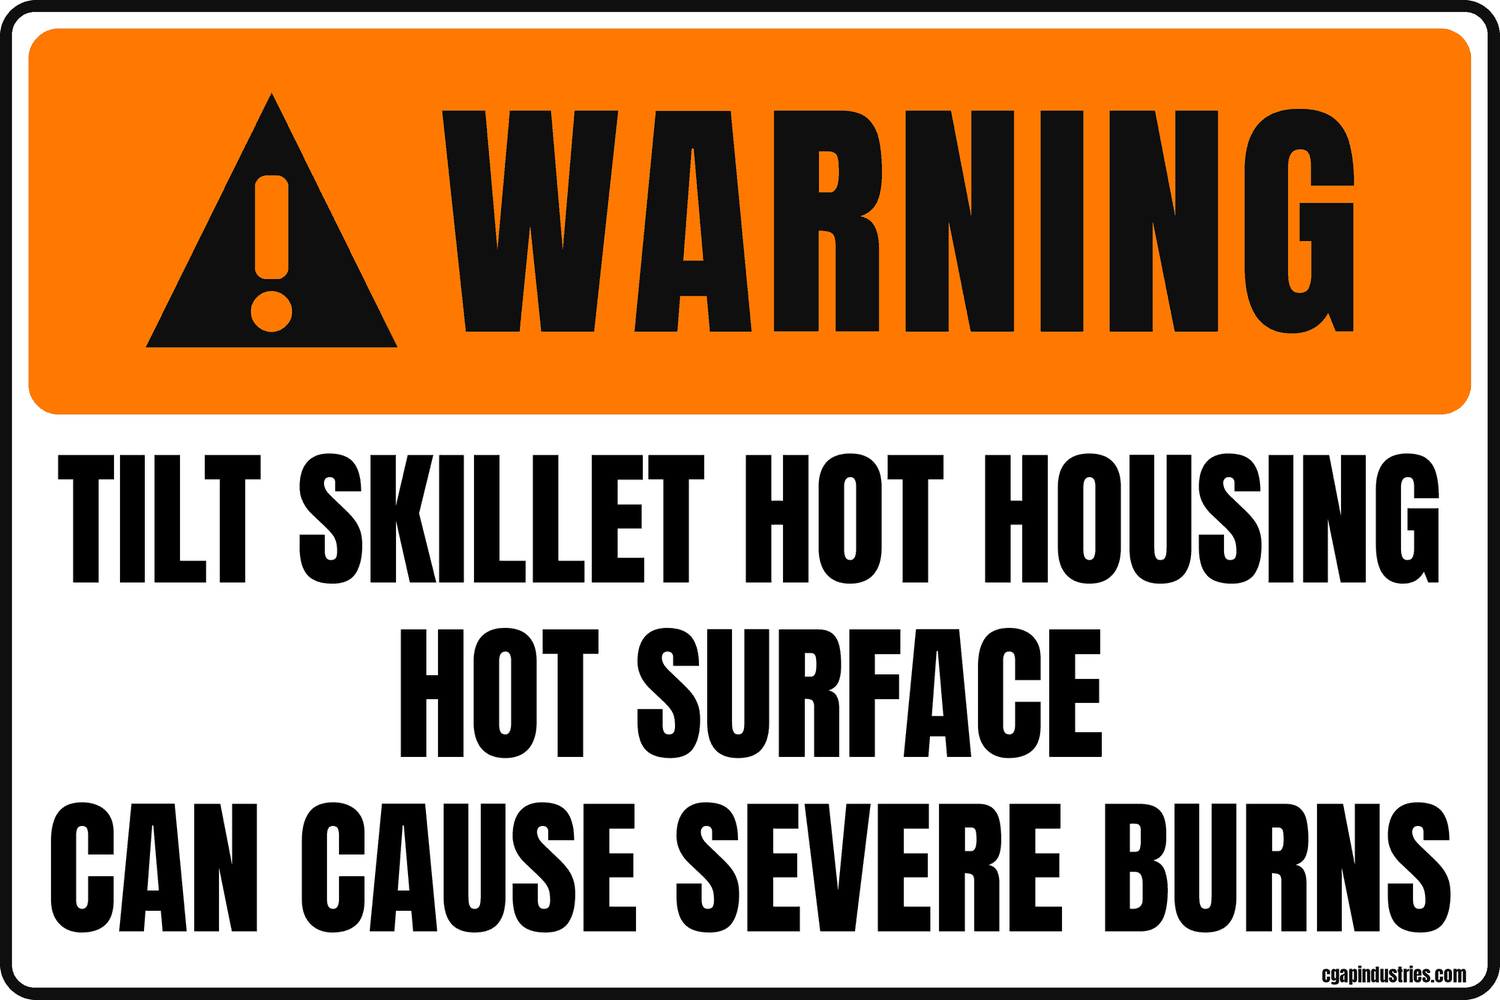 WARNING
TILT SKILLET HOT HOUSING
HOT SURFACE
CAN CAUSE SEVERE BURNS
cgapindustries.com